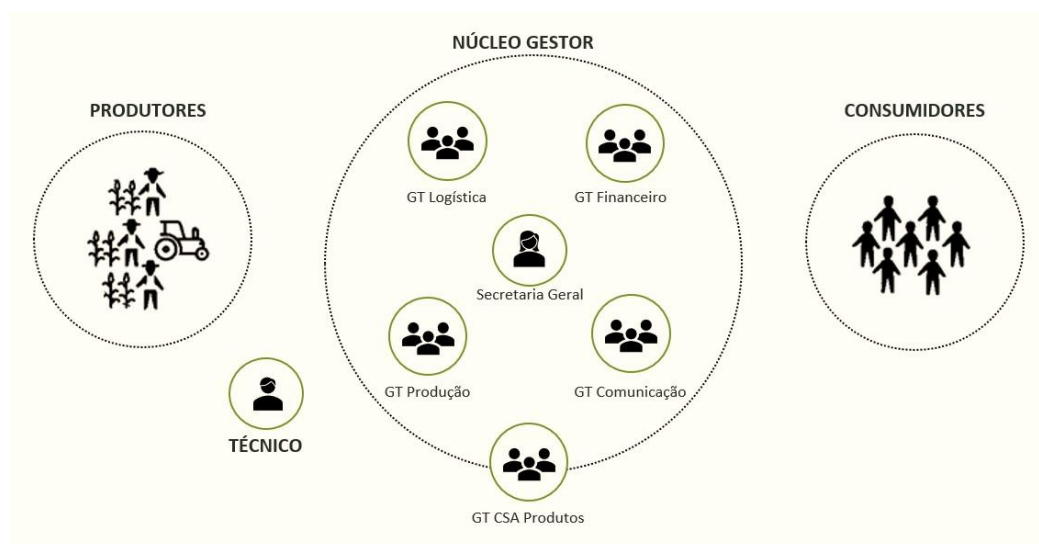 NÚCLEO GESTOR
PRODUTORES
CONSUMIDORES
GT Logística
GT Financeiro
Secretaria Geral
GT Produção
GT Comunicação
TÉCNICO
GT CSA Produtos